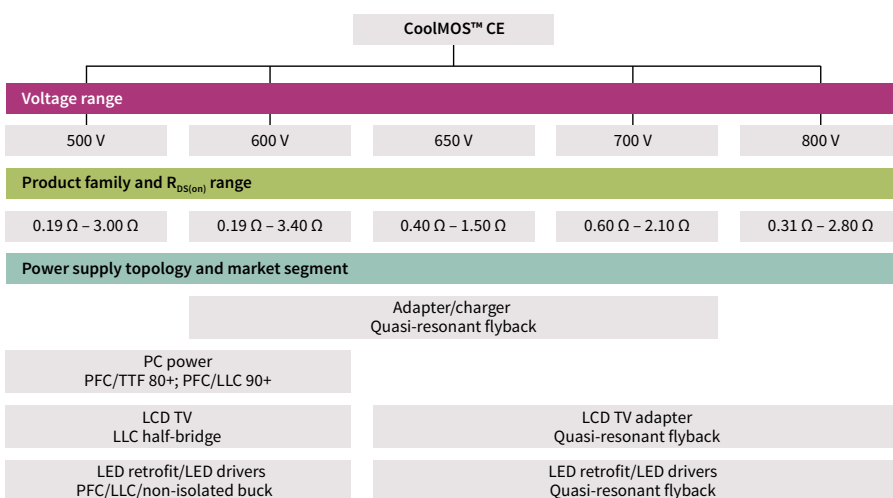 CoolMOS™ CE
Voltage range
500 V
600 V
650 V
700 V
800 V
Product family and RDS(on) range
0.19 Ω – 3.00 Ω
0.19 Ω – 3.40 Ω
0.40 Ω – 1.50 Ω
0.60 Ω – 2.10 Ω
0.31 Ω – 2.80 Ω
Power supply topology and market segment
Adapter/charger
Quasi-resonant flyback
PC power
PFC/TTF 80+; PFC/LLC 90+
LCD TV
LLC half-bridge
LCD TV adapter
Quasi-resonant flyback
LED retrofit/LED drivers
PFC/LLC/non-isolated buck
LED retrofit/LED drivers
Quasi-resonant flyback